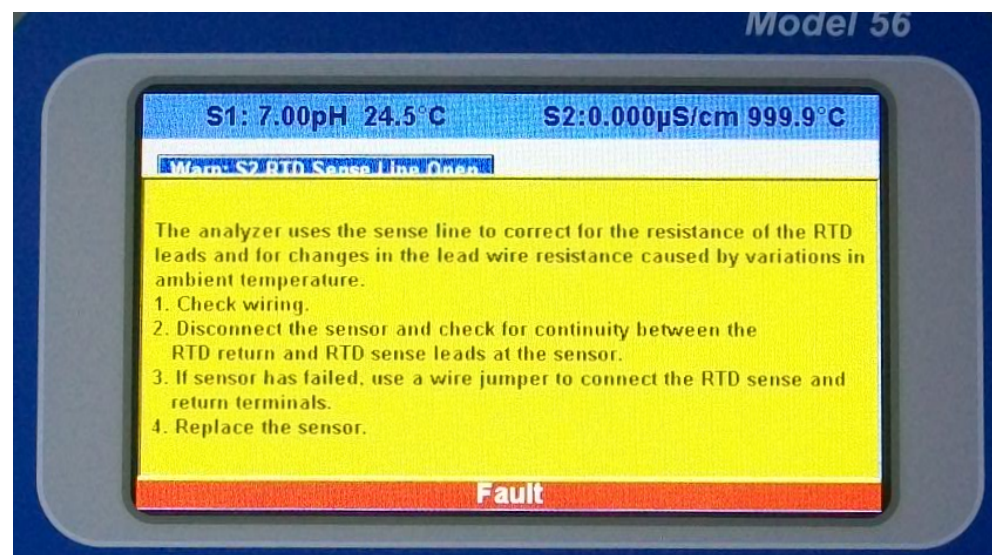 Model 56
S1: 7.00pH 24.5°C S2:0.000µS/cm 999.9°C
Warn: S2 RTD Sense Line Open
The analyzer uses the sense line to correct for the resistance of the RTD
leads and for changes in the lead wire resistance caused by variations in
ambient temperature.
1. Check wiring.
2. Disconnect the sensor and check for continuity between the
RTD return and RTD sense leads at the sensor.
3. If sensor has failed, use a wire jumper to connect the RTD sense and
return terminals.
4. Replace the sensor.
Fault